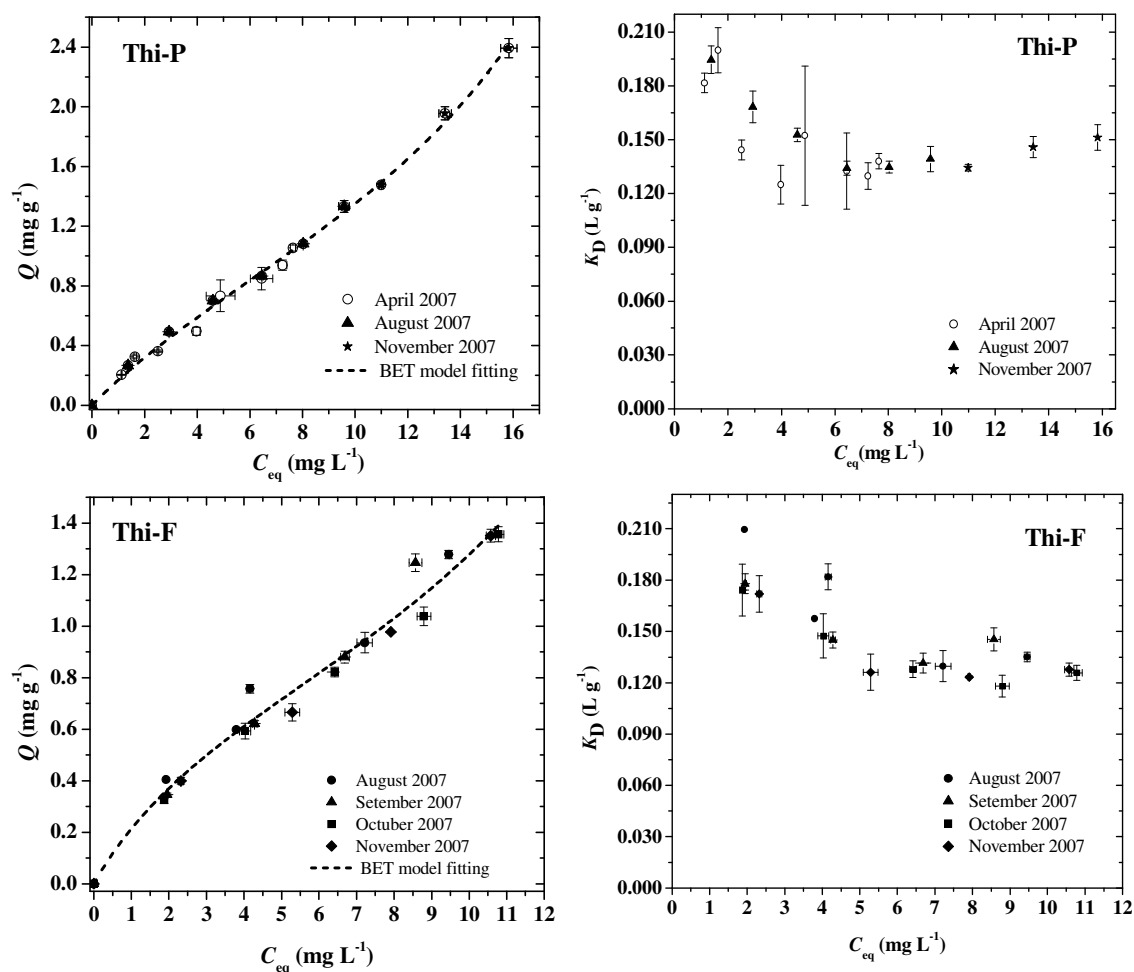 Thi-P
Q (mg g⁻¹)
2.4
2.0
1.6
1.2
0.8
0.4
0.0
April 2007
August 2007
November 2007
BET model fitting
0 2 4 6 8 10 12 14 16
Ceq (mg L⁻¹)
Thi-P
KD (L g⁻¹)
0.210
0.180
0.150
0.120
0.090
0.060
0.030
0.000
April 2007
August 2007
November 2007
0 2 4 6 8 10 12 14 16
Ceq(mg L⁻¹)
Thi-F
Q (mg g⁻¹)
1.4
1.2
1.0
0.8
0.6
0.4
0.2
0.0
August 2007
Setember 2007
Octuber 2007
November 2007
BET model fitting
0 1 2 3 4 5 6 7 8 9 10 11 12
Ceq (mg L⁻¹)
Thi-F
KD (L g⁻¹)
0.210
0.180
0.150
0.120
0.090
0.060
0.030
0.000
August 2007
Setember 2007
October 2007
November 2007
0 1 2 3 4 5 6 7 8 9 10 11 12
Ceq (mg L⁻¹)